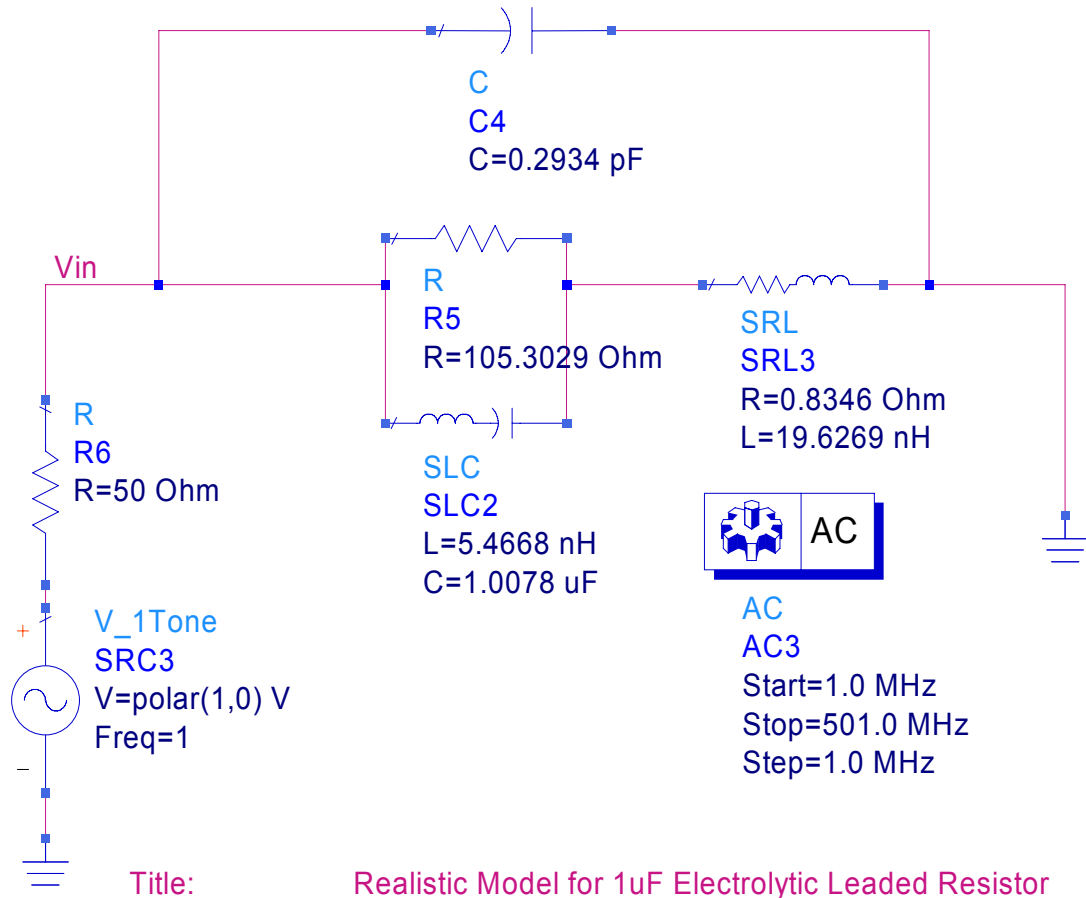 C
C4
C=0.2934 pF
Vin
R
R5
R=105.3029 Ohm
SRL
SRL3
R=0.8346 Ohm
L=19.6269 nH
R
R6
R=50 Ohm
SLC
SLC2
L=5.4668 nH
C=1.0078 uF
AC
+
V_1Tone
SRC3
V=polar(1,0) V
Freq=1
–
AC
AC3
Start=1.0 MHz
Stop=501.0 MHz
Step=1.0 MHz
Title: Realistic Model for 1uF Electrolytic Leaded Resistor